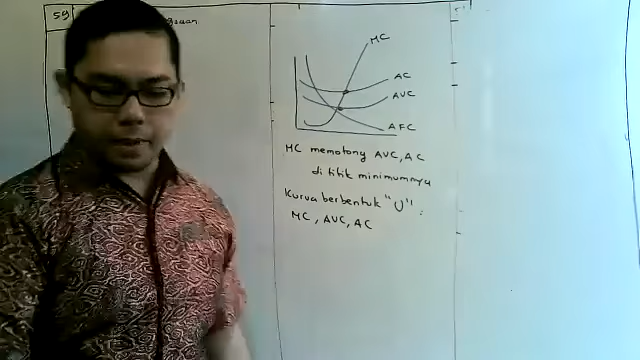 59
MC
AC
AVC
AFC
MC memotong AVC, AC
di titik minimumnya
Kurva berbentuk "U" :
MC, AVC, AC